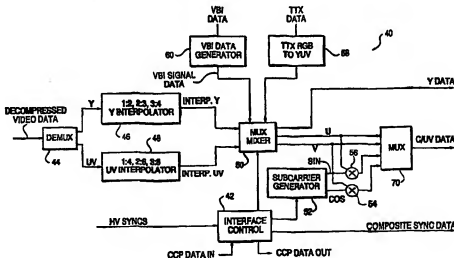 VBI DATA
TTX DATA
40
60
VBI DATA GENERATOR
TTX RGB TO YUV
68
VBI SIGNAL DATA
Y DATA
DECOMPRESSED VIDEO DATA
Y
1:2, 2:3, 3:4 Y INTERPOLATOR
INTERP. Y
46
DEMUX
44
MUX MIXER
50
U
V
UV
48
1:4, 2:6, 3:8 UV INTERPOLATOR
INTERP. UV
SIN
56
MUX
70
C/UV DATA
SUBCARRIER GENERATOR
52
COS
54
42
HV SYNCS
INTERFACE CONTROL
COMPOSITE SYNC DATA
CCP DATA IN
CCP DATA OUT